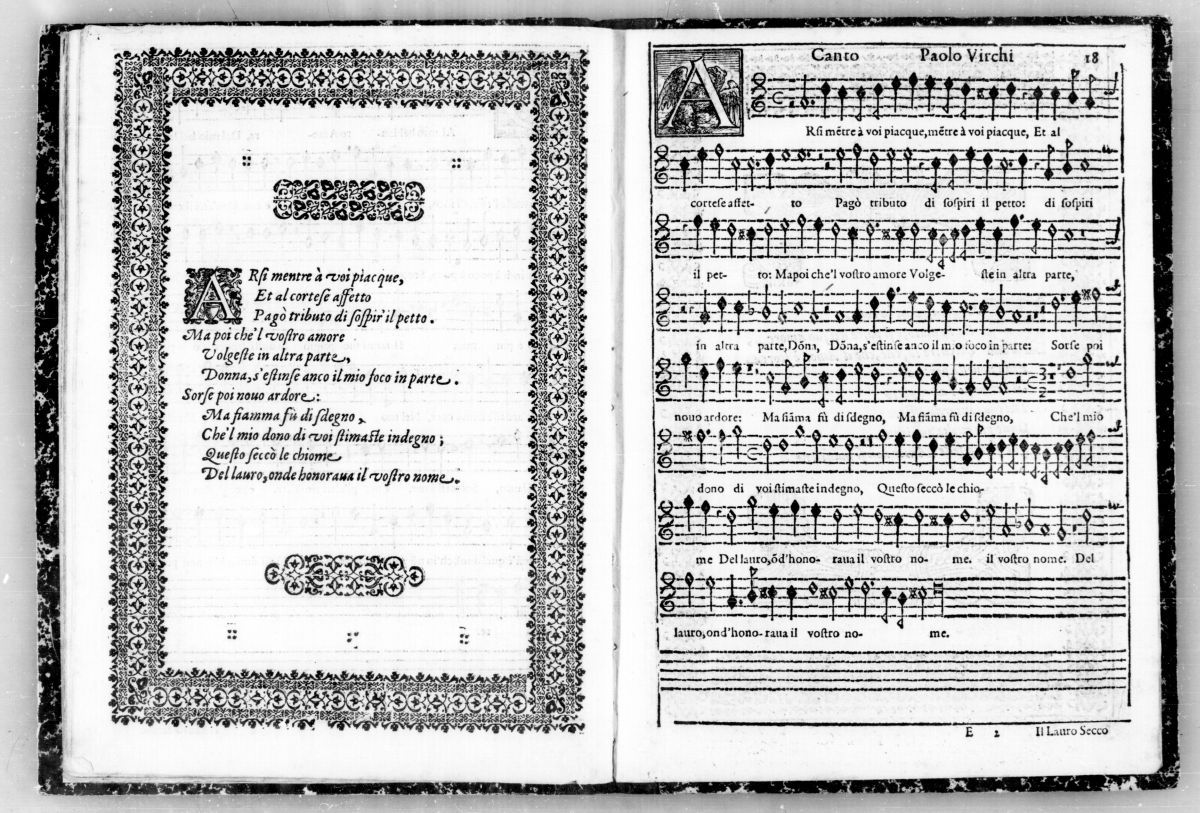 ARſi mentre à voi piacque,
Et al corteſe affetto
Pagò tributo di ſoſpir'il petto.
Ma poi che'l voſtro amore
Volgeſte in altra parte,
Donna, s'eſtinſe anco il mio foco in parte.
Sorſe poi nouo ardore:
Ma fiamma fù di ſdegno,
Che'l mio dono di voi ſtimaſte indegno;
Queſto ſeccò le chiome
Del lauro, onde honoraua il voſtro nome.
Canto Paolo Virchi 18
ARſi mētre à voi piacque, mētre à voi piacque, Et al
corteſe affet- to Pagò tributo di ſoſpiri il petto: di ſoſpiri
il pet- to: Ma poi che'l voſtro amore Volge- ſte in altra parte,
in altra parte, Dōna, Dōna, s'eſtinſe anco il mio foco in parte: Sorſe poi
nouo ardore: Ma fiāma fù di ſdegno, Ma fiāma fù di ſdegno, Che'l mio
dono di voi ſtimaſte indegno, Queſto ſeccò le chio-
me Del lauro, ōd'hono- raua il voſtro no- me. il voſtro nome. Del
lauro, ond'hono- raua il voſtro no- me.
E 2 Il Lauro Secco